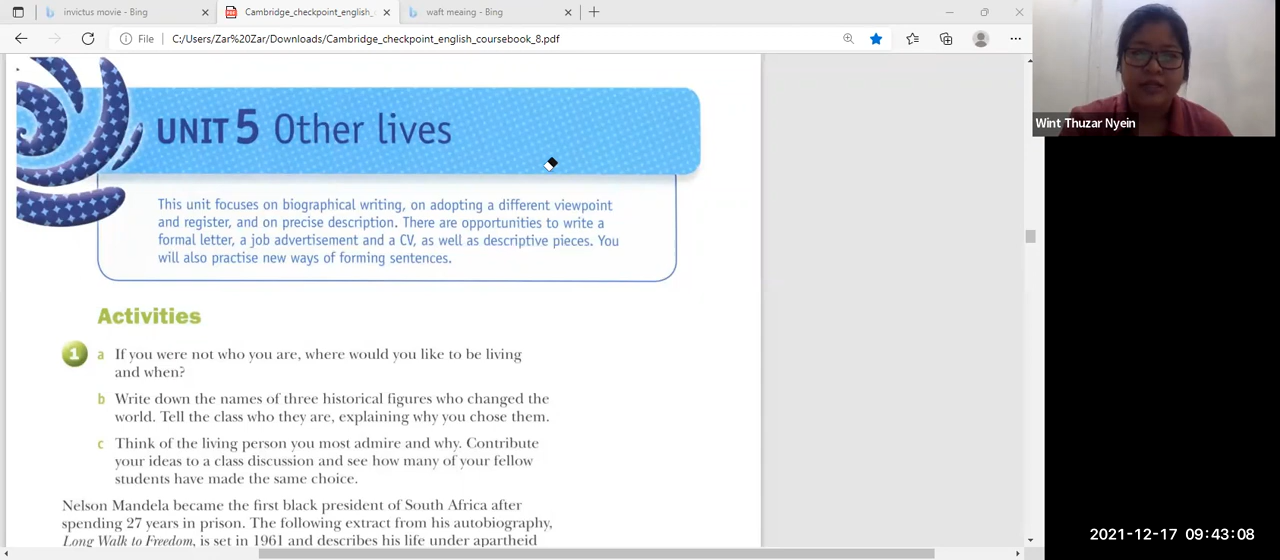 invictus movie - Bing
Cambridge_checkpoint_english_
waft meaing - Bing
File
C:/Users/Zar%20Zar/Downloads/Cambridge_checkpoint_english_coursebook_8.pdf
Wint Thuzar Nyein
UNIT 5 Other lives
This unit focuses on biographical writing, on adopting a different viewpoint
and register, and on precise description. There are opportunities to write a
formal letter, a job advertisement and a CV, as well as descriptive pieces. You
will also practise new ways of forming sentences.
Activities
1 a If you were not who you are, where would you like to be living
and when?
b Write down the names of three historical figures who changed the
world. Tell the class who they are, explaining why you chose them.
c Think of the living person you most admire and why. Contribute
your ideas to a class discussion and see how many of your fellow
students have made the same choice.
Nelson Mandela became the first black president of South Africa after
spending 27 years in prison. The following extract from his autobiography,
Long Walk to Freedom, is set in 1961 and describes his life under apartheid
2021-12-17 09:43:08